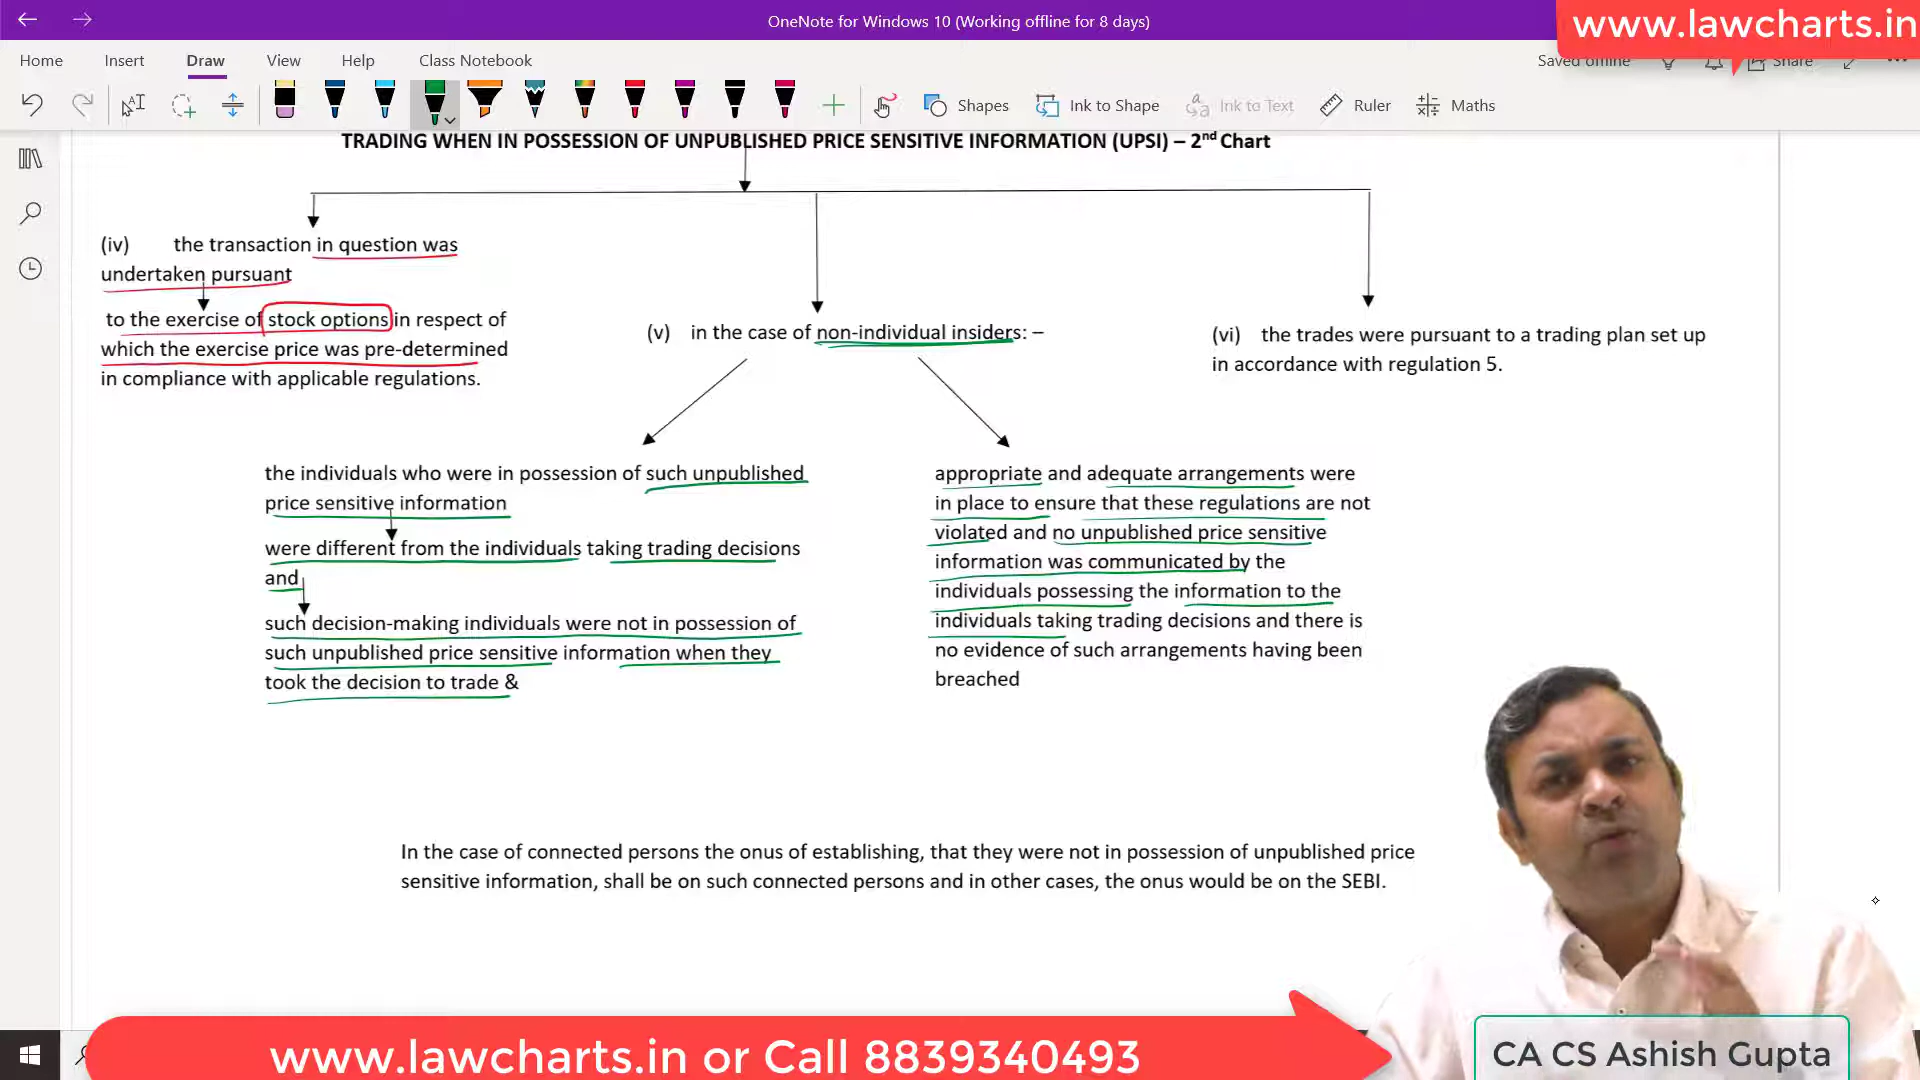 OneNote for Windows 10 (Working offline for 8 days)
www.lawcharts.in
Home Insert Draw View Help Class Notebook
Saved offline Share
Shapes Ink to Shape Ink to Text Ruler Maths
TRADING WHEN IN POSSESSION OF UNPUBLISHED PRICE SENSITIVE INFORMATION (UPSI) – 2nd Chart
(iv) the transaction in question was
undertaken pursuant
to the exercise of stock options in respect of
which the exercise price was pre-determined
in compliance with applicable regulations.
(v) in the case of non-individual insiders: –
(vi) the trades were pursuant to a trading plan set up
in accordance with regulation 5.
the individuals who were in possession of such unpublished
price sensitive information
were different from the individuals taking trading decisions
and
such decision-making individuals were not in possession of
such unpublished price sensitive information when they
took the decision to trade &
appropriate and adequate arrangements were
in place to ensure that these regulations are not
violated and no unpublished price sensitive
information was communicated by the
individuals possessing the information to the
individuals taking trading decisions and there is
no evidence of such arrangements having been
breached
In the case of connected persons the onus of establishing, that they were not in possession of unpublished price
sensitive information, shall be on such connected persons and in other cases, the onus would be on the SEBI.
www.lawcharts.in or Call 8839340493
CA CS Ashish Gupta